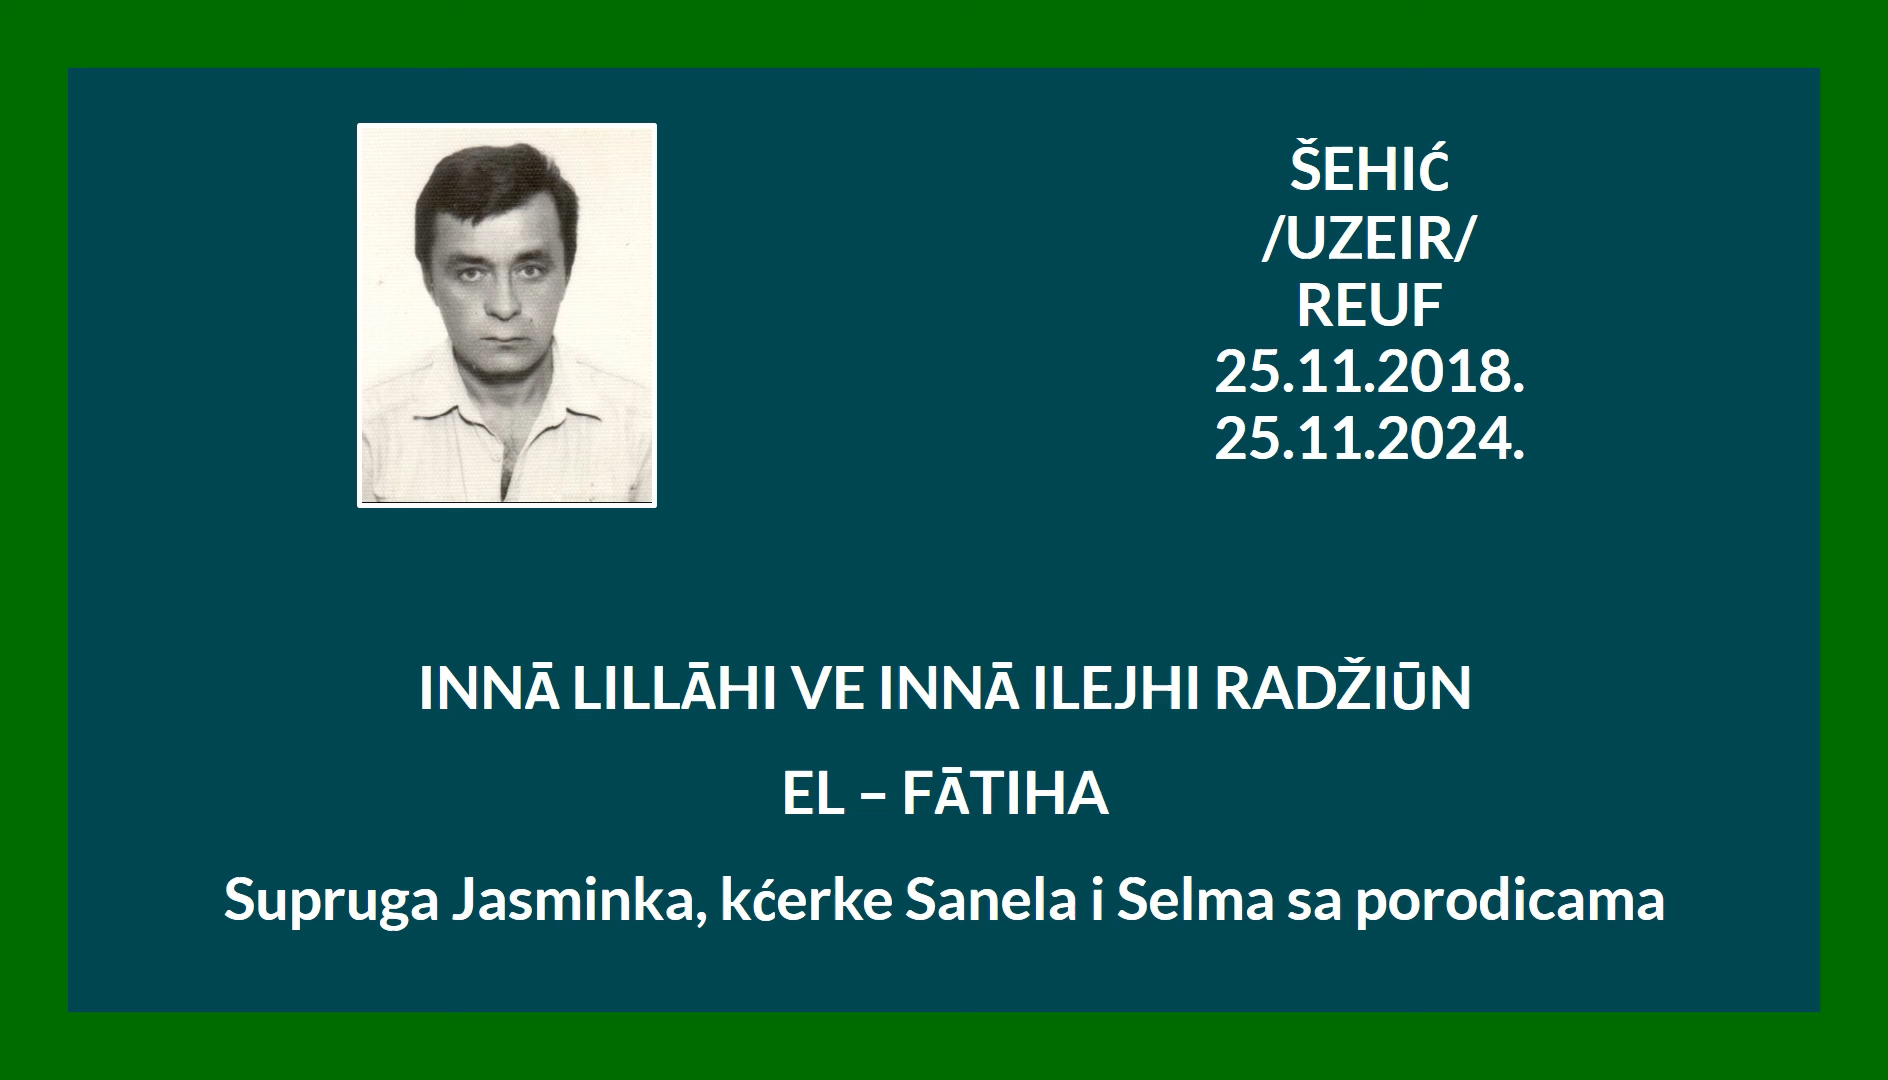 ŠEHIĆ
/UZEIR/
REUF
25.11.2018.
25.11.2024.
INNĀ LILLĀHI VE INNĀ ILEJHI RADŽIŪN
EL – FĀTIHA
Supruga Jasminka, kćerke Sanela i Selma sa porodicama